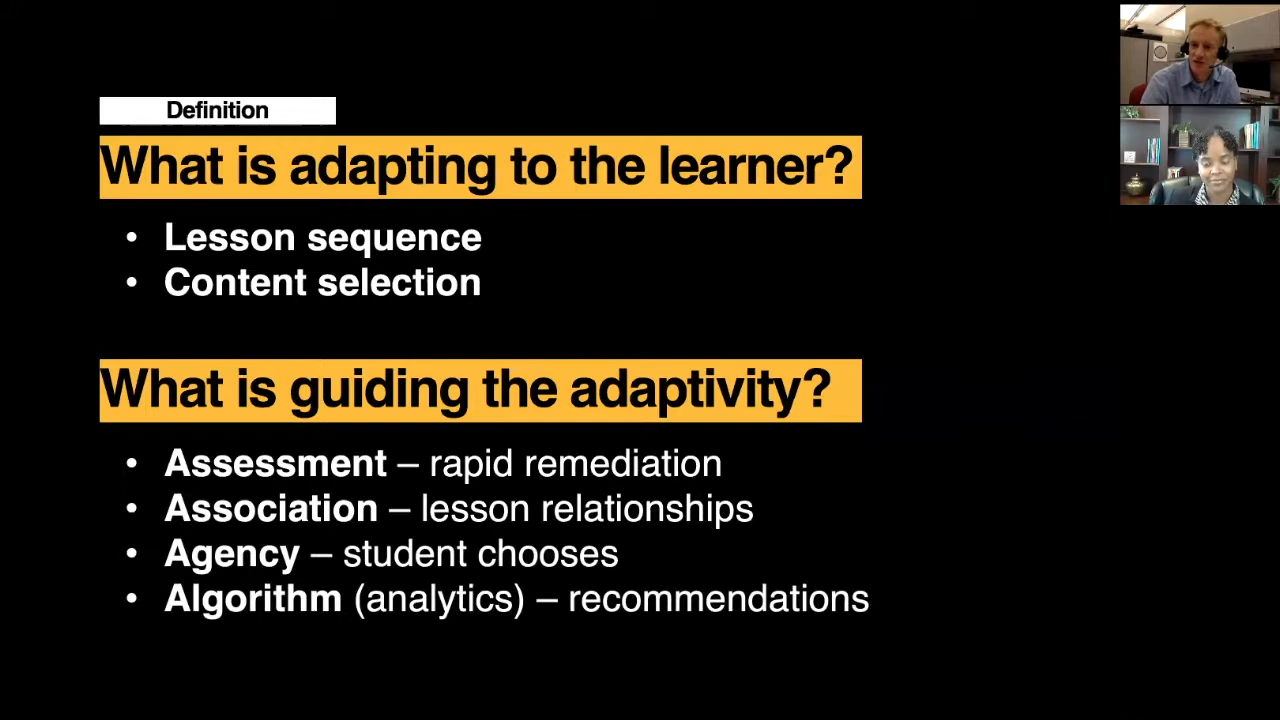 Definition
What is adapting to the learner?
• Lesson sequence
• Content selection
What is guiding the adaptivity?
• Assessment – rapid remediation
• Association – lesson relationships
• Agency – student chooses
• Algorithm (analytics) – recommendations